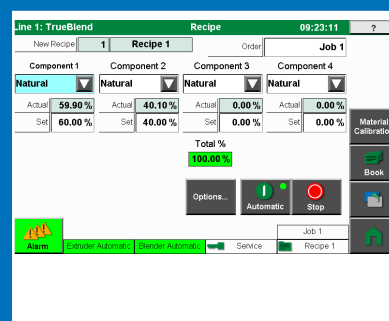 Line 1: TrueBlend Recipe 09:23:11 ?
New Recipe 1 Recipe 1 Order Job 1
Component 1 Component 2 Component 3 Component 4
Natural Natural Natural Natural
Actual 59.90 % Actual 40.10 % Actual 0.00 % Actual 0.00 %
Set 60.00 % Set 40.00 % Set 0.00 % Set 0.00 %
Total %
100.00 %
Material
Calibratio
Book
Options... Automatic Stop
Job 1
Alarm Extruder Automatic Blender Automatic Service Recipe 1